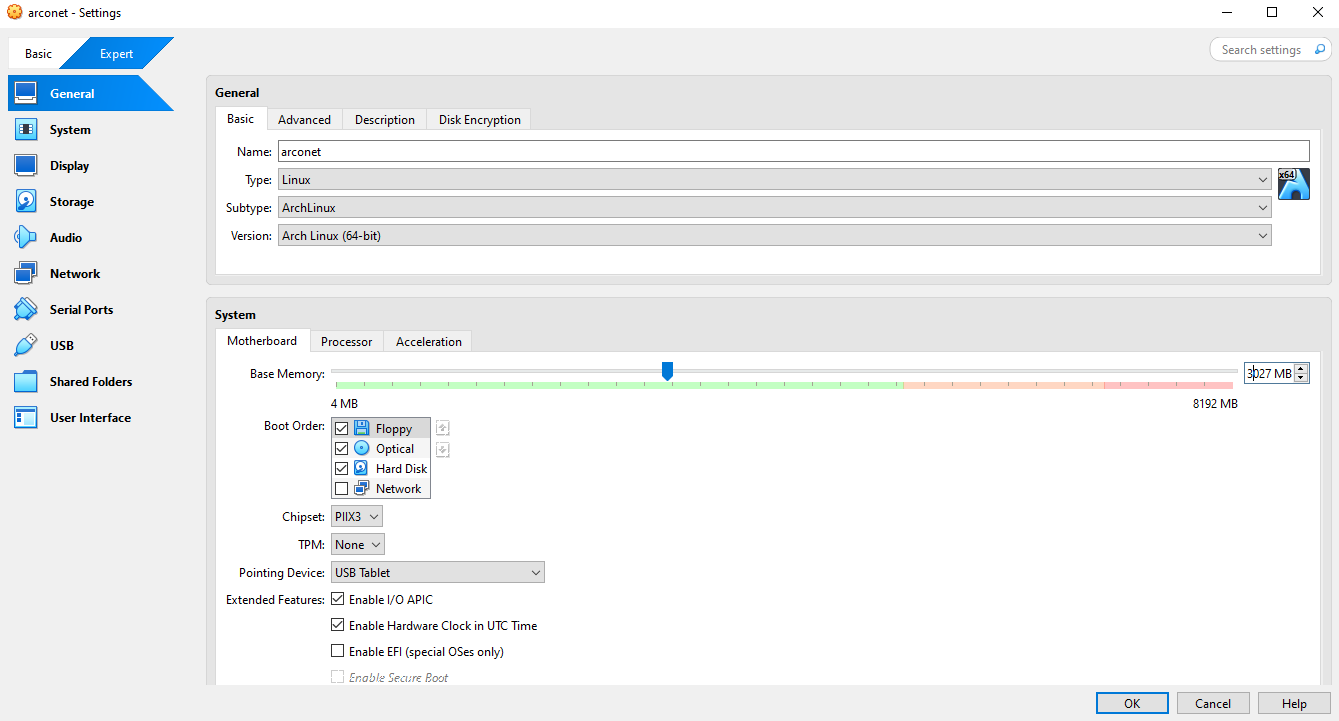 arconet - Settings
Basic Expert
Search settings
General
System
Display
Storage
Audio
Network
Serial Ports
USB
Shared Folders
User Interface
General
Basic Advanced Description Disk Encryption
Name: arconet
Type: Linux
x64
Subtype: ArchLinux
Version: Arch Linux (64-bit)
System
Motherboard Processor Acceleration
Base Memory: 3027 MB
4 MB 8192 MB
Boot Order: Floppy
Optical
Hard Disk
Network
Chipset: PIIX3
TPM: None
Pointing Device: USB Tablet
Extended Features: Enable I/O APIC
Enable Hardware Clock in UTC Time
Enable EFI (special OSes only)
Enable Secure Boot
OK Cancel Help